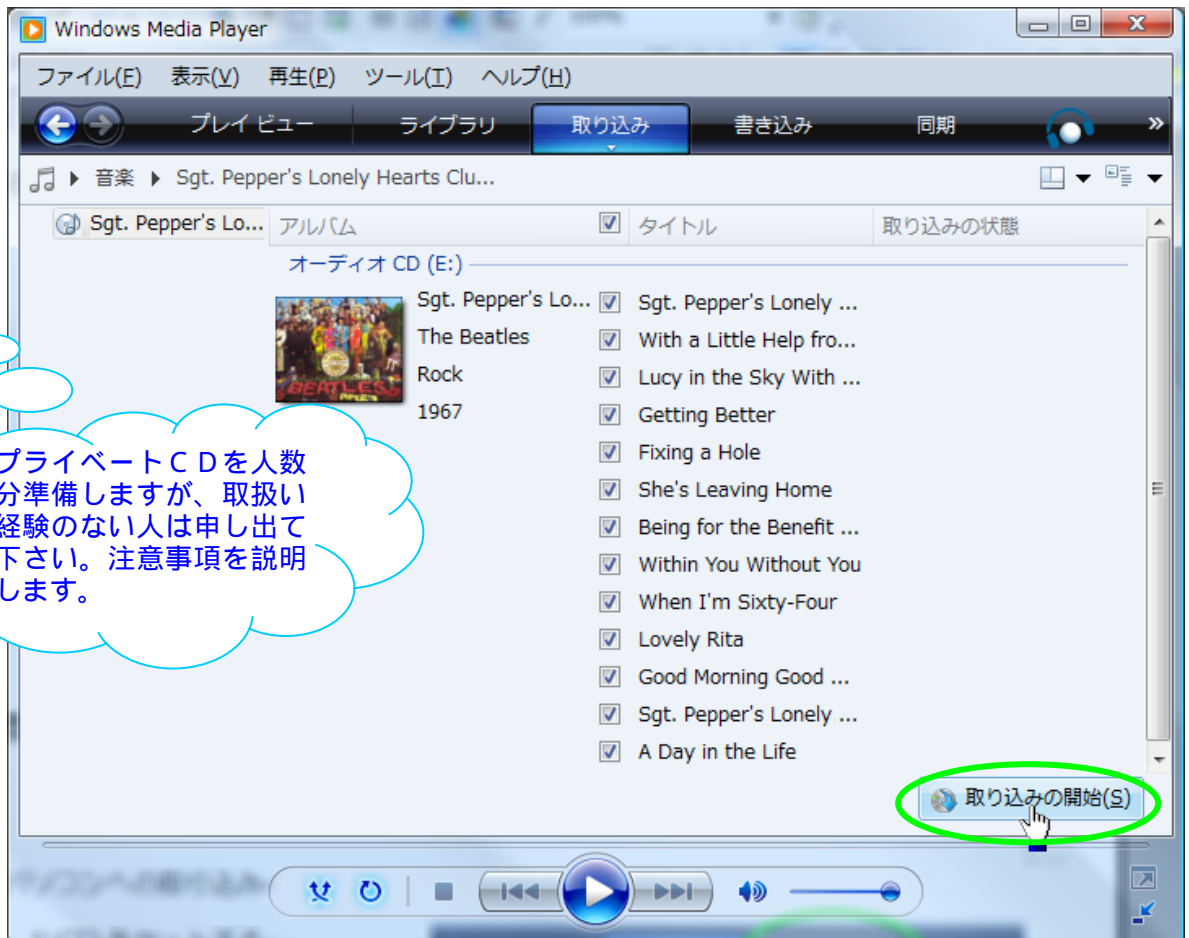 Windows Media Player
ファイル(F) 表示(V) 再生(P) ツール(T) ヘルプ(H)
プレイ ビュー ライブラリ 取り込み 書き込み 同期 »
音楽 Sgt. Pepper's Lonely Hearts Clu...
Sgt. Pepper's Lo... アルバム タイトル 取り込みの状態
オーディオ CD (E:)
Sgt. Pepper's Lo... Sgt. Pepper's Lonely ...
The Beatles With a Little Help fro...
Rock Lucy in the Sky With ...
1967 Getting Better
Fixing a Hole
She's Leaving Home
Being for the Benefit ...
Within You Without You
When I'm Sixty-Four
Lovely Rita
Good Morning Good ...
Sgt. Pepper's Lonely ...
A Day in the Life
BEATLES
プライベートＣＤを人数
分準備しますが、取扱い
経験のない人は申し出て
下さい。注意事項を説明
します。
取り込みの開始(S)